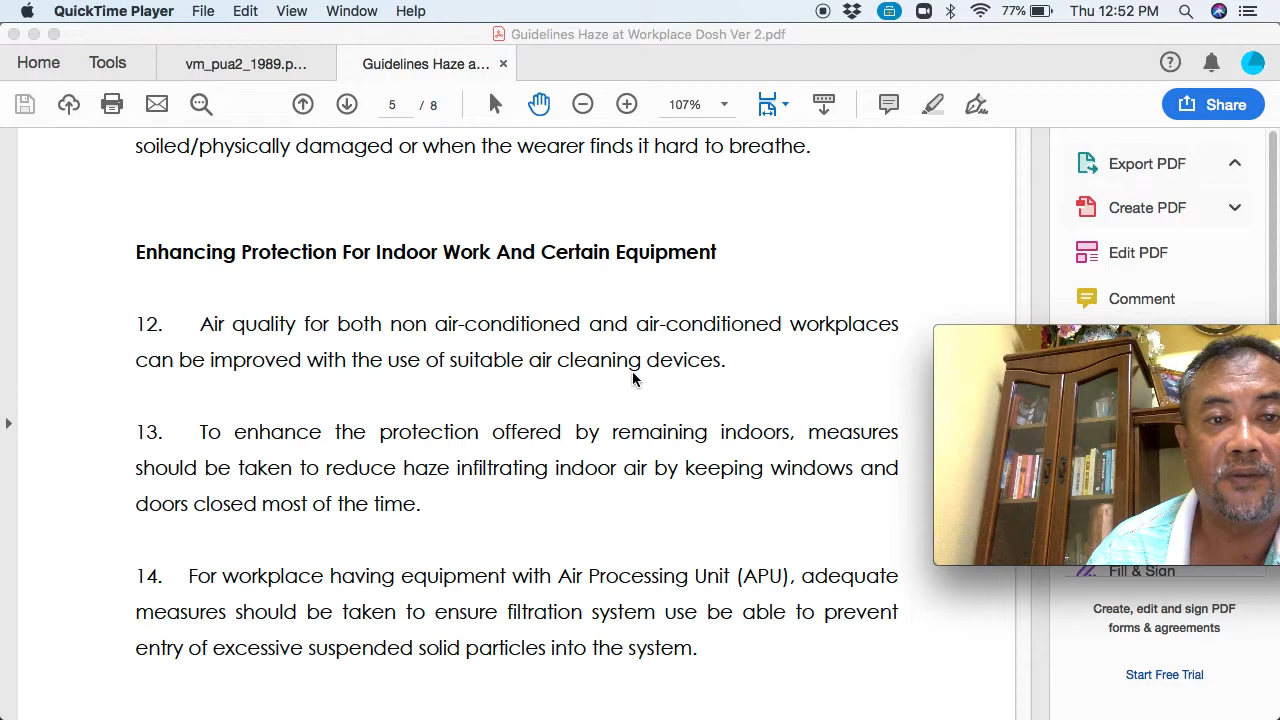 QuickTime Player File Edit View Window Help 77% Thu 12:52 PM
Guidelines Haze at Workplace Dosh Ver 2.pdf
Home Tools vm_pua2_1989.p... Guidelines Haze a... ×
5 / 8 107% Share
soiled/physically damaged or when the wearer finds it hard to breathe.
Enhancing Protection For Indoor Work And Certain Equipment
12. Air quality for both non air-conditioned and air-conditioned workplaces
can be improved with the use of suitable air cleaning devices.
13. To enhance the protection offered by remaining indoors, measures
should be taken to reduce haze infiltrating indoor air by keeping windows and
doors closed most of the time.
14. For workplace having equipment with Air Processing Unit (APU), adequate
measures should be taken to ensure filtration system use be able to prevent
entry of excessive suspended solid particles into the system.
Export PDF
Create PDF
Edit PDF
Comment
Fill & Sign
Create, edit and sign PDF
forms & agreements
Start Free Trial